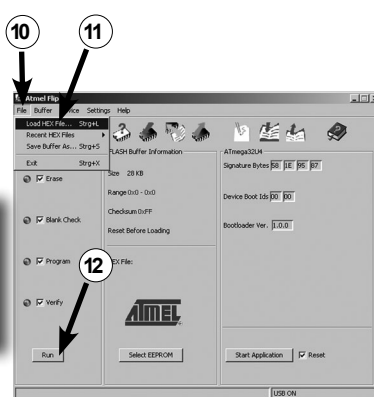 10
11
Atmel Flip
File Buffer Device Settings Help
Load HEX File... Strg+L
Recent HEX Files
Save Buffer As... Strg+S
Exit Strg+X
Erase
Blank Check
Program
Verify
Run
12
FLASH Buffer Information
Size 28 KB
Range 0x0 - 0x0
Checksum 0xFF
Reset Before Loading
HEX File:
ATMEL
Select EEPROM
ATmega32U4
Signature Bytes 58 1E 95 87
Device Boot Ids 00 00
Bootloader Ver. 1.0.0
Start Application Reset
USB ON